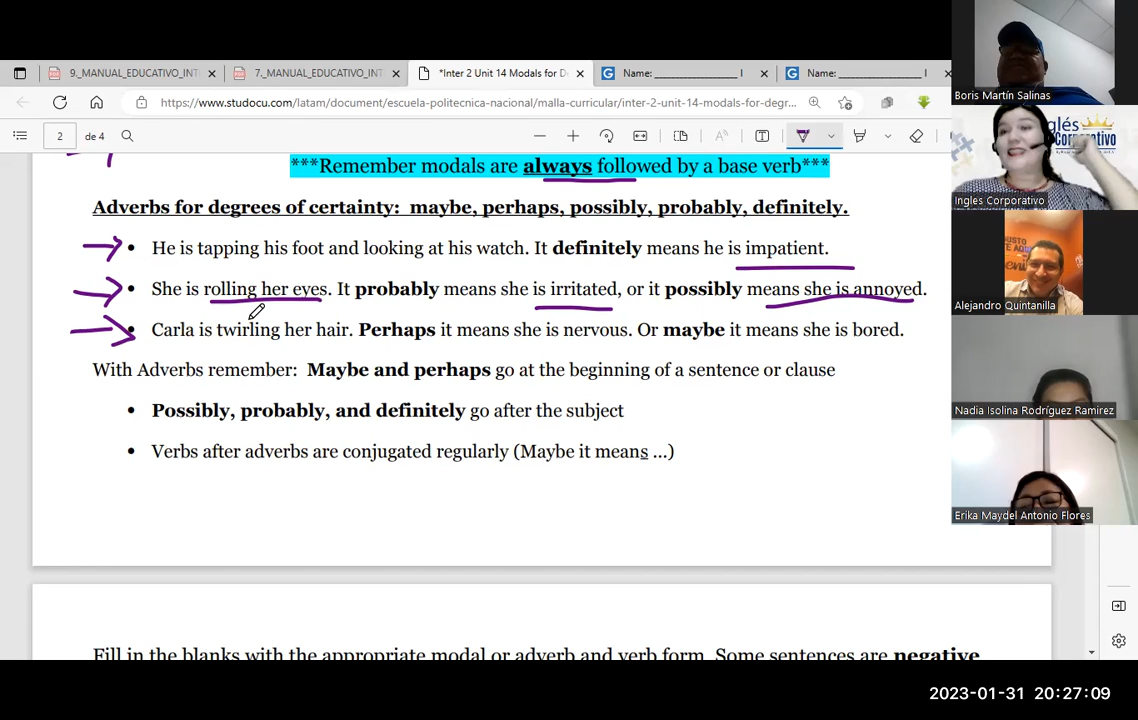 9._MANUAL_EDUCATIVO_INT
7._MANUAL_EDUCATIVO_INT
*Inter 2 Unit 14 Modals for De
Name: ______________ I
Name: ______________ I
https://www.studocu.com/latam/document/escuela-politecnica-nacional/malla-curricular/inter-2-unit-14-modals-for-degr...
2 de 4
***Remember modals are always followed by a base verb***
Adverbs for degrees of certainty: maybe, perhaps, possibly, probably, definitely.
• He is tapping his foot and looking at his watch. It definitely means he is impatient.
• She is rolling her eyes. It probably means she is irritated, or it possibly means she is annoyed.
• Carla is twirling her hair. Perhaps it means she is nervous. Or maybe it means she is bored.
With Adverbs remember: Maybe and perhaps go at the beginning of a sentence or clause
• Possibly, probably, and definitely go after the subject
• Verbs after adverbs are conjugated regularly (Maybe it means ...)
Fill in the blanks with the appropriate modal or adverb and verb form. Some sentences are negative
Boris Martín Salinas
Inglés Corporativo
Alejandro Quintanilla
Nadia Isolina Rodríguez Ramirez
Erika Maydel Antonio Flores
2023-01-31 20:27:09